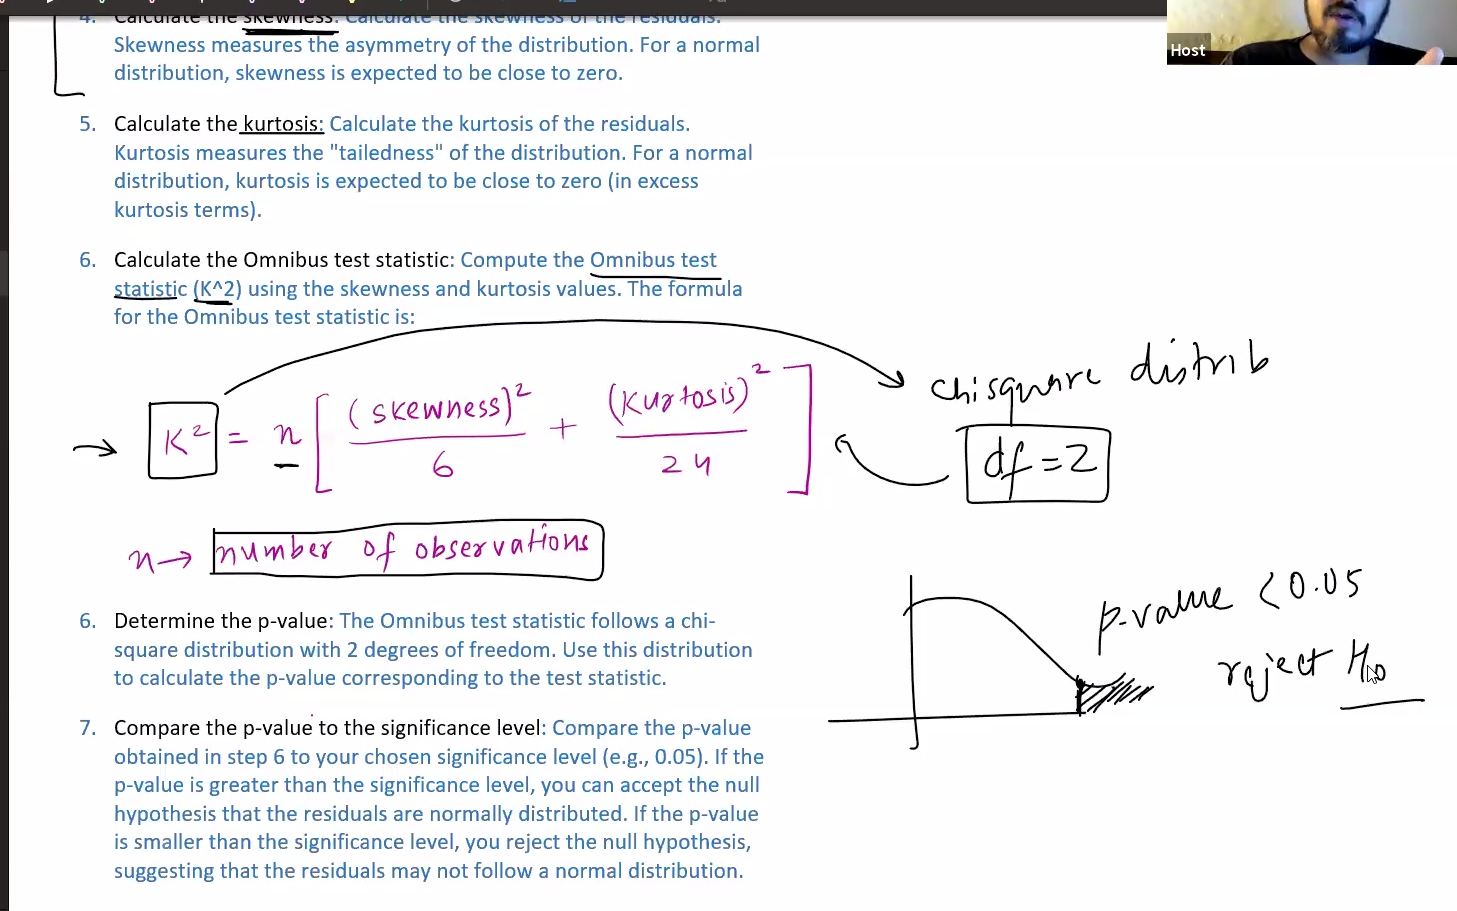 4. Calculate the skewness: Calculate the skewness of the residuals.
Skewness measures the asymmetry of the distribution. For a normal
distribution, skewness is expected to be close to zero.
Host
5. Calculate the kurtosis: Calculate the kurtosis of the residuals.
Kurtosis measures the "tailedness" of the distribution. For a normal
distribution, kurtosis is expected to be close to zero (in excess
kurtosis terms).
6. Calculate the Omnibus test statistic: Compute the Omnibus test
statistic (K^2) using the skewness and kurtosis values. The formula
for the Omnibus test statistic is:
K² = n [ (skewness)²/6 + (Kurtosis)²/24 ]
chisquare distrib
df = 2
n → number of observations
p-value < 0.05
reject H₀
6. Determine the p-value: The Omnibus test statistic follows a chi-
square distribution with 2 degrees of freedom. Use this distribution
to calculate the p-value corresponding to the test statistic.
7. Compare the p-value to the significance level: Compare the p-value
obtained in step 6 to your chosen significance level (e.g., 0.05). If the
p-value is greater than the significance level, you can accept the null
hypothesis that the residuals are normally distributed. If the p-value
is smaller than the significance level, you reject the null hypothesis,
suggesting that the residuals may not follow a normal distribution.